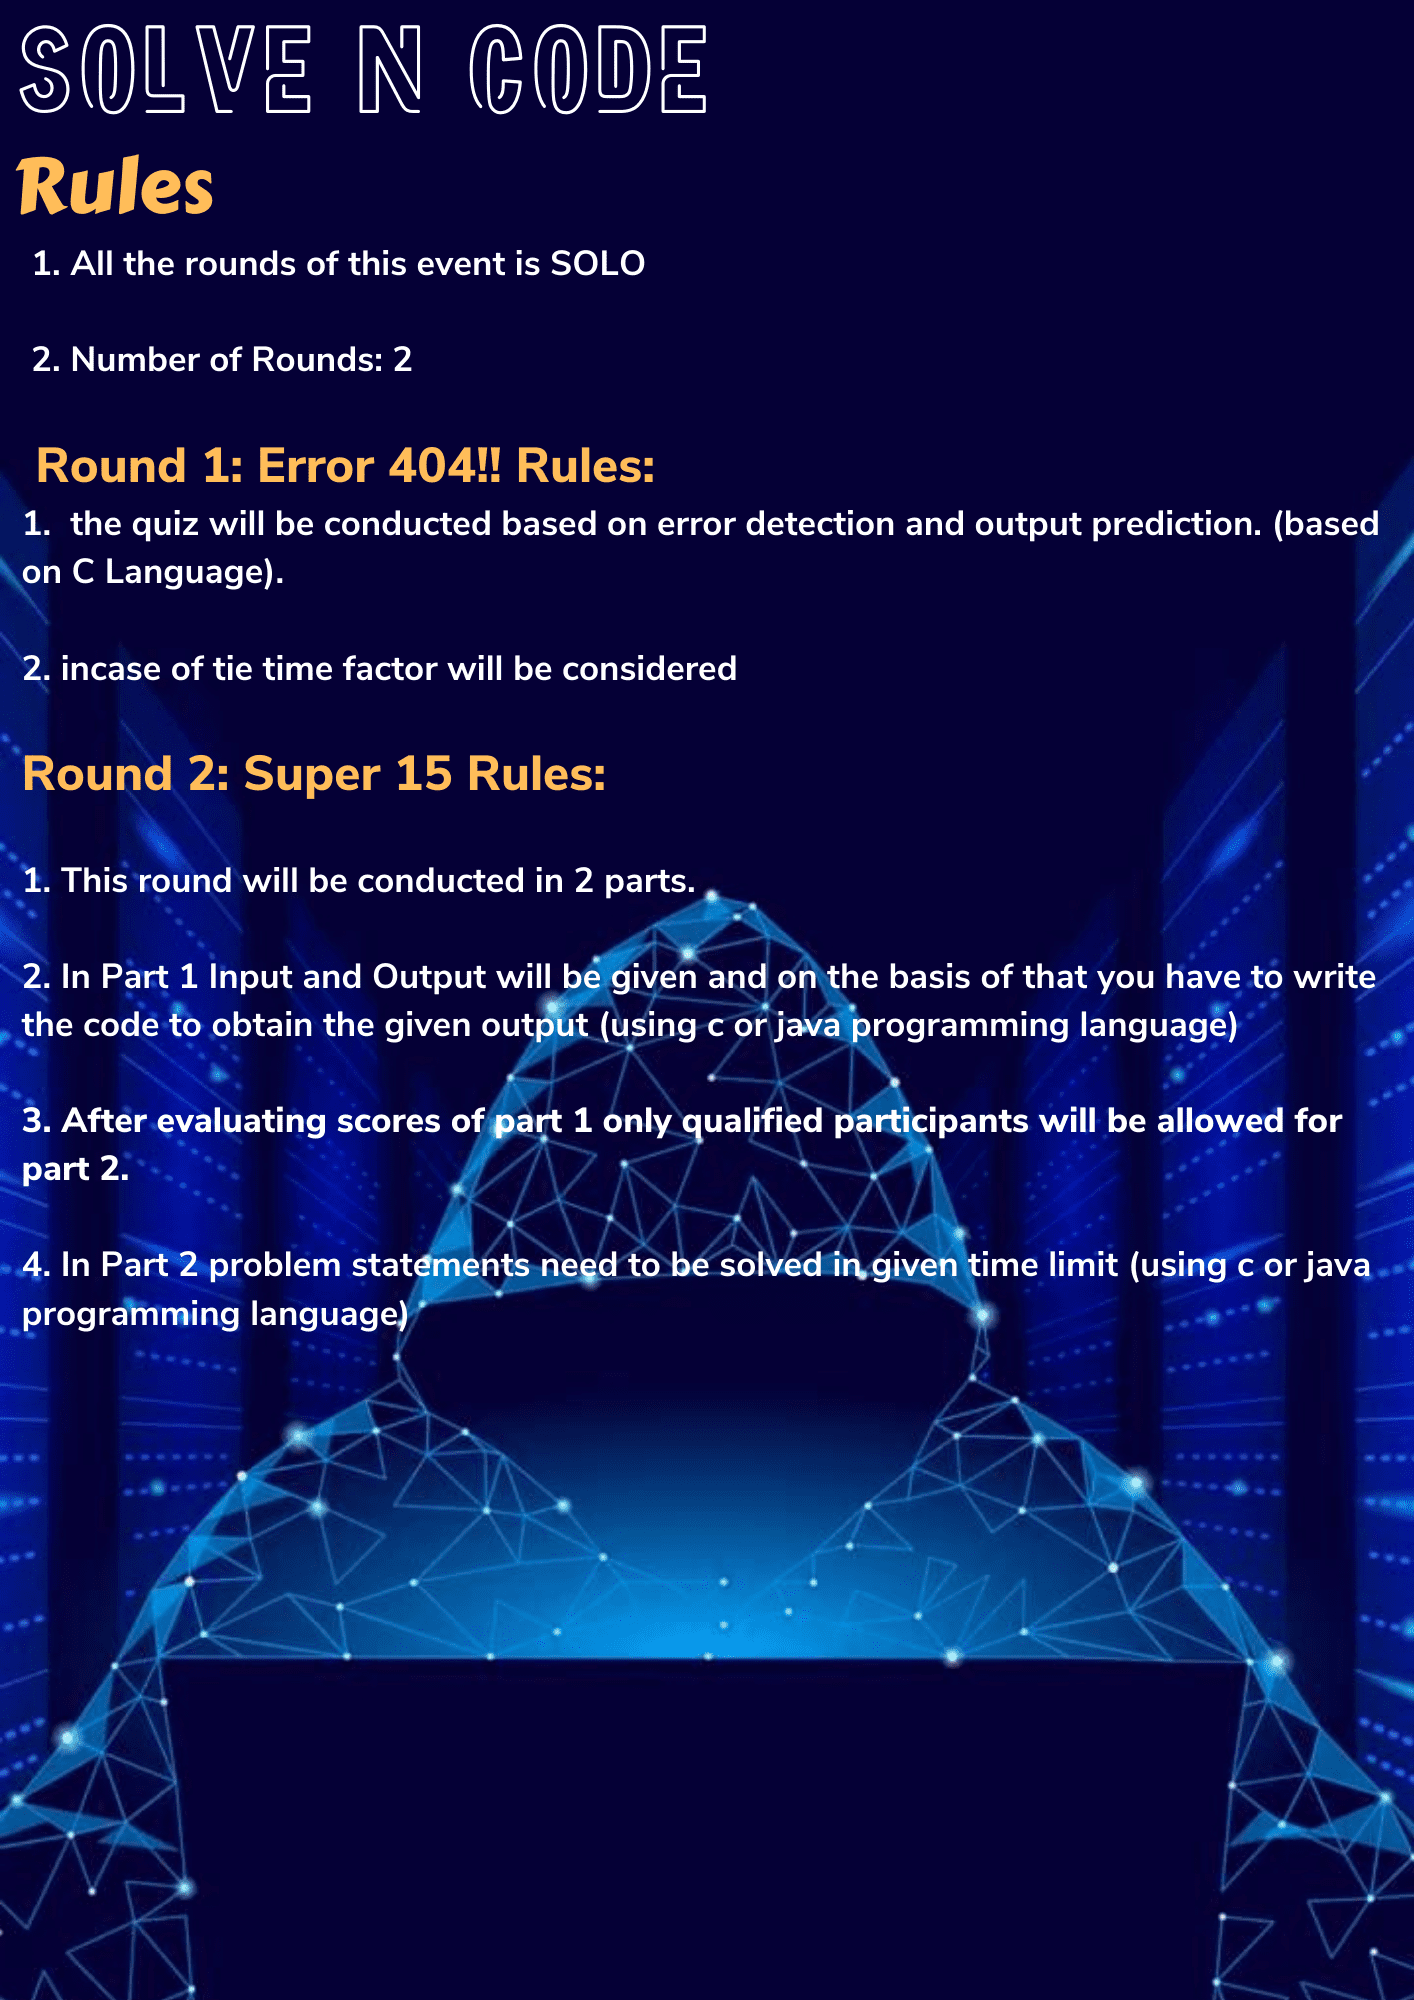 SOLVE N CODE
Rules
1. All the rounds of this event is SOLO
2. Number of Rounds: 2
Round 1: Error 404!! Rules:
1.  the quiz will be conducted based on error detection and output prediction. (based
on C Language).
2. incase of tie time factor will be considered
Round 2: Super 15 Rules:
1. This round will be conducted in 2 parts.
2. In Part 1 Input and Output will be given and on the basis of that you have to write
the code to obtain the given output (using c or java programming language)
3. After evaluating scores of part 1 only qualified participants will be allowed for
part 2.
4. In Part 2 problem statements need to be solved in given time limit (using c or java
programming language)